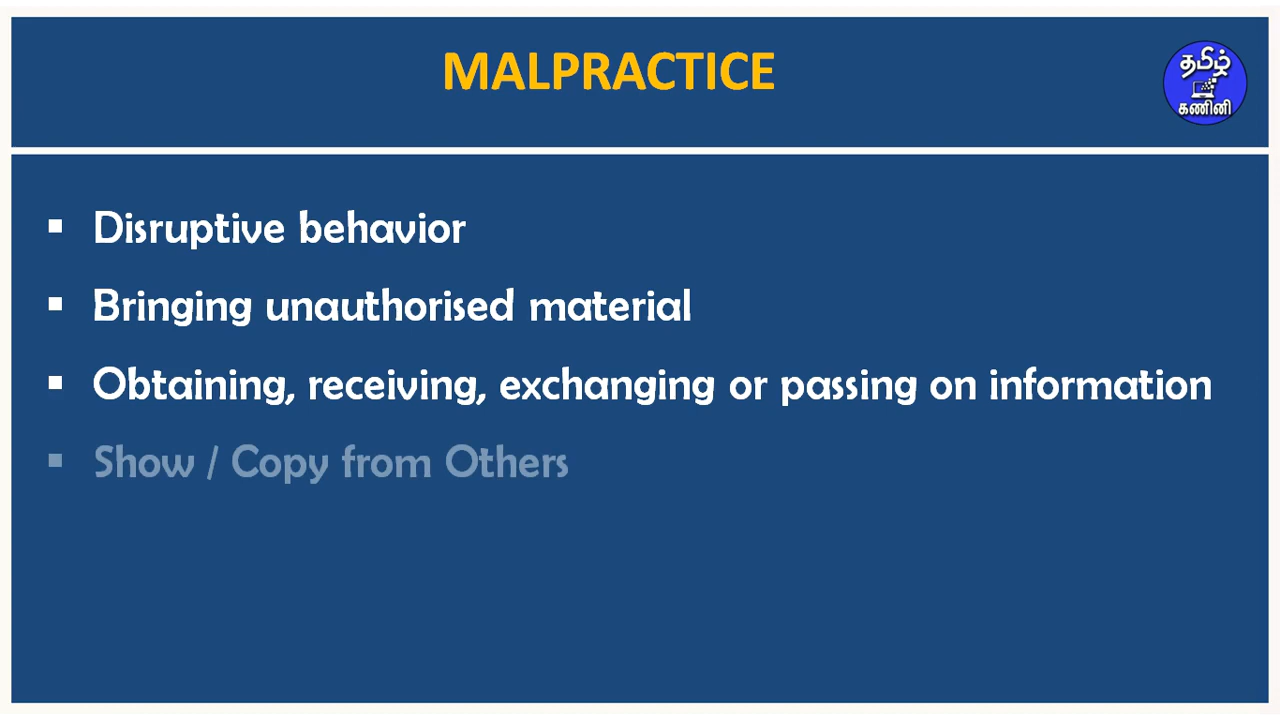 MALPRACTICE
தமிழ்
கணினி
▪ Disruptive behavior
▪ Bringing unauthorised material
▪ Obtaining, receiving, exchanging or passing on information
▪ Show / Copy from Others